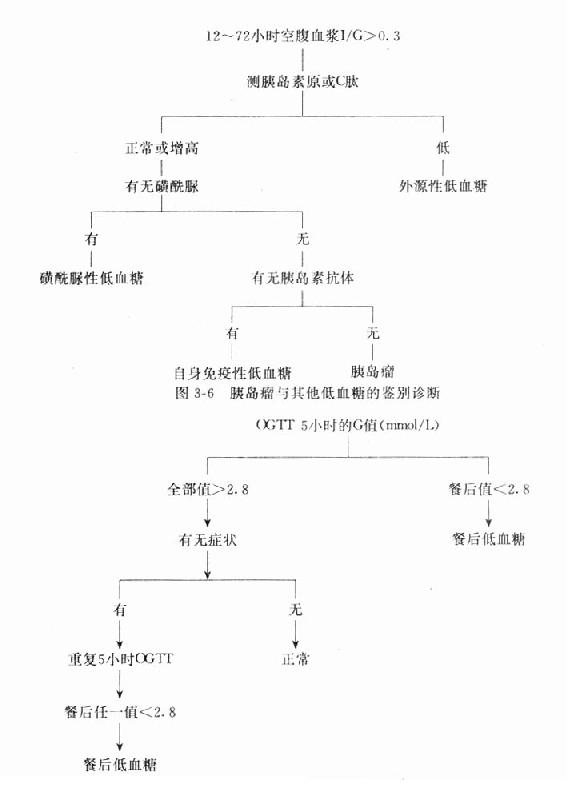 12~72小时空腹血浆I/G>0.3
测胰岛素原或C肽
正常或增高
低
有无磺酰脲
外源性低血糖
有
无
磺酰脲性低血糖
有无胰岛素抗体
有
无
自身免疫性低血糖
胰岛瘤
图 3-6 胰岛瘤与其他低血糖的鉴别诊断
OGTT 5小时的G值(mmol/L)
全部值>2.8
餐后值<2.8
有无症状
餐后低血糖
有
无
重复5小时OGTT
正常
餐后任一值<2.8
餐后低血糖